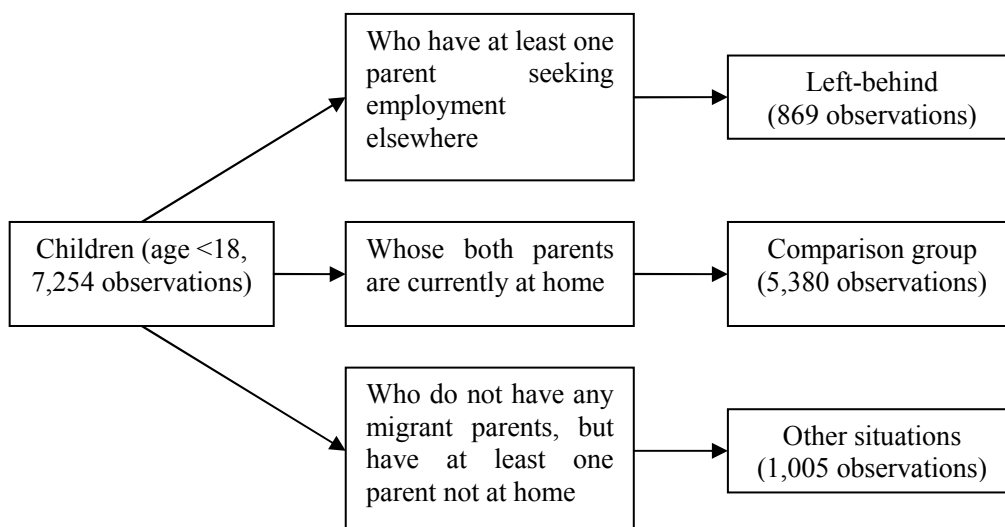 Who have at least one
parent seeking
employment
elsewhere
Left-behind
(869 observations)
Children (age <18,
7,254 observations)
Whose both parents
are currently at home
Comparison group
(5,380 observations)
Who do not have any
migrant parents, but
have at least one
parent not at home
Other situations
(1,005 observations)